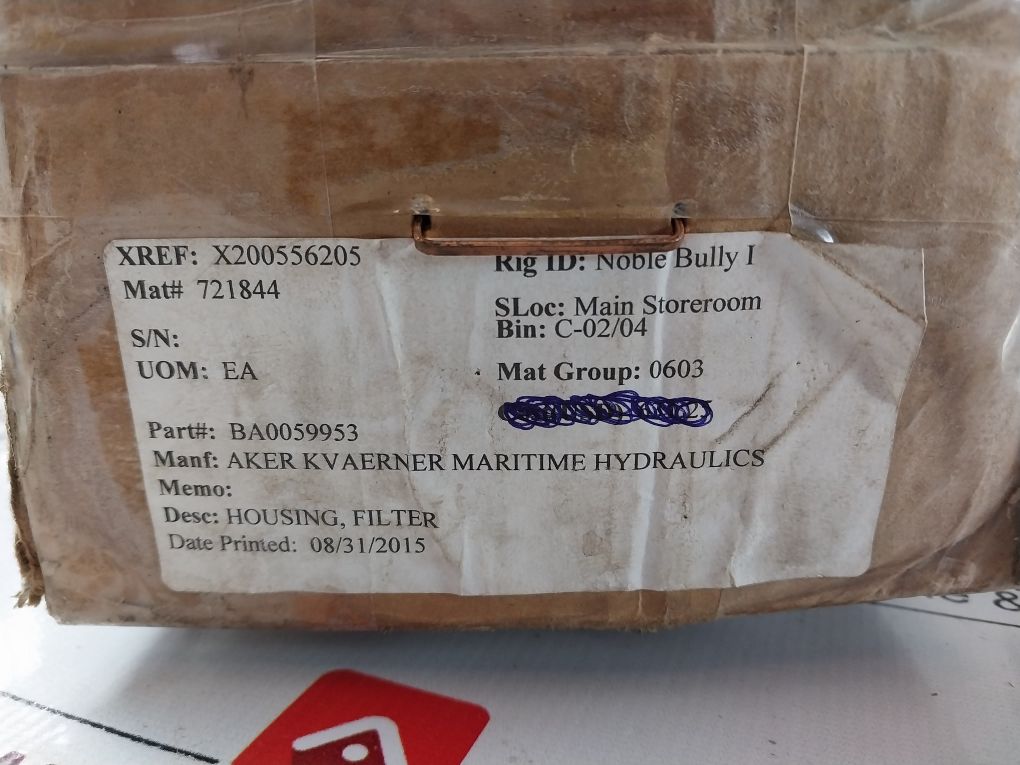 XREF: X200556205
Mat# 721844
S/N:
UOM: EA
Part#: BA0059953
Manf: AKER KVAERNER MARITIME HYDRAULICS
Memo:
Desc: HOUSING, FILTER
Date Printed: 08/31/2015
Rig ID: Noble Bully I
SLoc: Main Storeroom
Bin: C-02/04
Mat Group: 0603